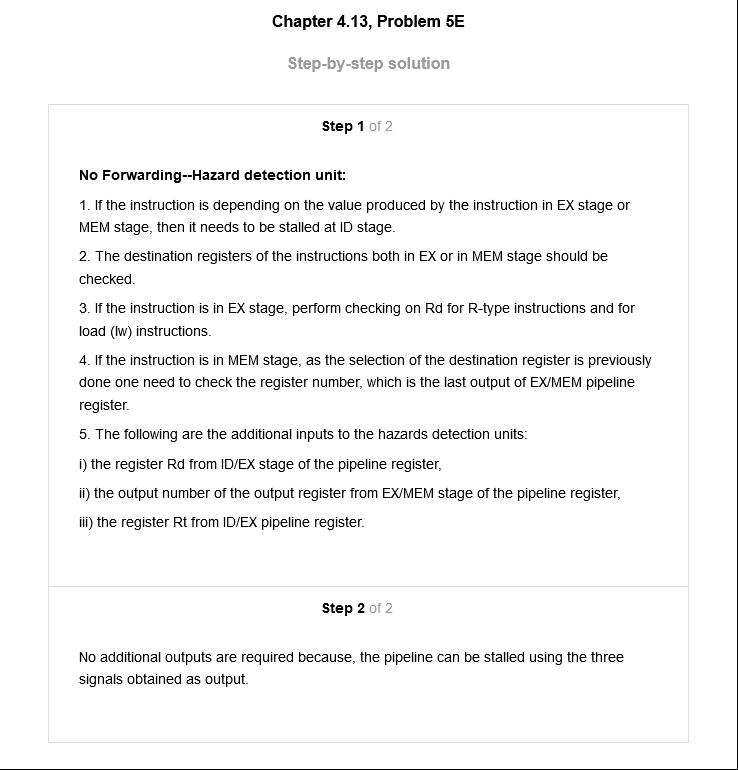 Chapter 4.13, Problem 5E
Step-by-step solution
Step 1 of 2
No Forwarding--Hazard detection unit:
1. If the instruction is depending on the value produced by the instruction in EX stage or
MEM stage, then it needs to be stalled at ID stage.
2. The destination registers of the instructions both in EX or in MEM stage should be
checked.
3. If the instruction is in EX stage, perform checking on Rd for R-type instructions and for
load (lw) instructions.
4. If the instruction is in MEM stage, as the selection of the destination register is previously
done one need to check the register number, which is the last output of EX/MEM pipeline
register.
5. The following are the additional inputs to the hazards detection units:
i) the register Rd from ID/EX stage of the pipeline register,
ii) the output number of the output register from EX/MEM stage of the pipeline register,
iii) the register Rt from ID/EX pipeline register.
Step 2 of 2
No additional outputs are required because, the pipeline can be stalled using the three
signals obtained as output.